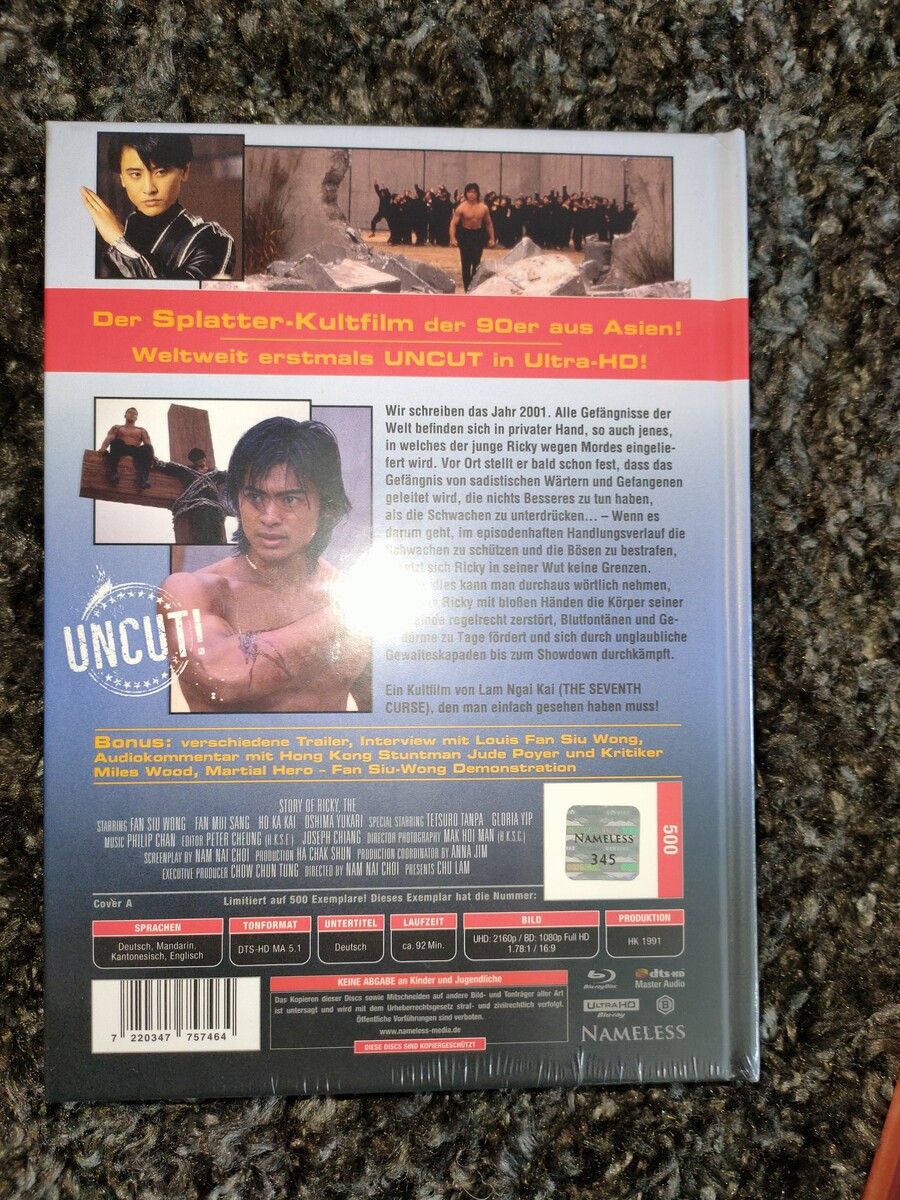 Der Splatter-Kultfilm der 90er aus Asien!
Weltweit erstmals UNCUT in Ultra-HD!
Wir schreiben das Jahr 2001. Alle Gefängnisse der
Welt befinden sich in privater Hand, so auch jenes,
in welches der junge Ricky wegen Mordes eingelie-
fert wird. Vor Ort stellt er bald schon fest, dass das
Gefängnis von sadistischen Wärtern und Gefangenen
geleitet wird, die nichts Besseres zu tun haben,
als die Schwachen zu unterdrücken... – Wenn es
darum geht, im episodenhaften Handlungsverlauf die
Schwachen zu schützen und die Bösen zu bestrafen,
sich Ricky in seiner Wut keine Grenzen.
dies kann man durchaus wörtlich nehmen,
Ricky mit bloßen Händen die Körper seiner
regelrecht zerstört, Blutfontänen und Ge-
därme zu Tage fördert und sich durch unglaubliche
Gewalteskapaden bis zum Showdown durchkämpft.
Ein Kultfilm von Lam Ngai Kai (THE SEVENTH
CURSE), den man einfach gesehen haben muss!
UNCUT!
Bonus: verschiedene Trailer, Interview mit Louis Fan Siu Wong,
Audiokommentar mit Hong Kong Stuntman Jude Poyer und Kritiker
Miles Wood, Martial Hero – Fan Siu-Wong Demonstration
STORY OF RICKY, THE
STARRING FAN SIU WONG FAN MUI SANG HO KA KAI OSHIMA YUKARI SPECIAL STARRING TETSURO TANPA GLORIA YIP
MUSIC PHILIP CHAN EDITOR PETER CHEUNG (H.K.S.E.) JOSEPH CHIANG DIRECTOR PHOTOGRAPHY MAK HOI MAN (H.K.S.C.)
SCREENPLAY BY NAM NAI CHOI PRODUCTION HA CHAK SHUN PRODUCTION COORDINATOR BY ANNA JIM
EXECUTIVE PRODUCER CHOW CHUN TUNG DIRECTED BY NAM NAI CHOI PRESENTS CHU LAM
NAMELESS
345
500
Cover A
Limitiert auf 500 Exemplare! Dieses Exemplar hat die Nummer:
SPRACHEN
Deutsch, Mandarin,
Kantonesisch, Englisch
TONFORMAT
DTS-HD MA 5.1
UNTERTITEL
Deutsch
LAUFZEIT
ca. 92 Min.
BILD
UHD: 2160p / BD: 1080p Full HD
1.78:1 / 16:9
PRODUKTION
HK 1991
7 220347 757464
KEINE ABGABE an Kinder und Jugendliche
Das Kopieren dieser Discs sowie Mitschneiden auf andere Bild- und Tonträger aller Art
ist untersagt und wird mit dem Urheberrechtsgesetz straf- und zivilrechtlich verfolgt.
Öffentliche Vorführungen sind verboten.
www.nameless-media.de
DIESE DISCS SIND KOPIERGESCHÜTZT
Blu-ray Disc
dts-HD
Master Audio
ULTRA HD
Blu-ray
B
NAMELESS